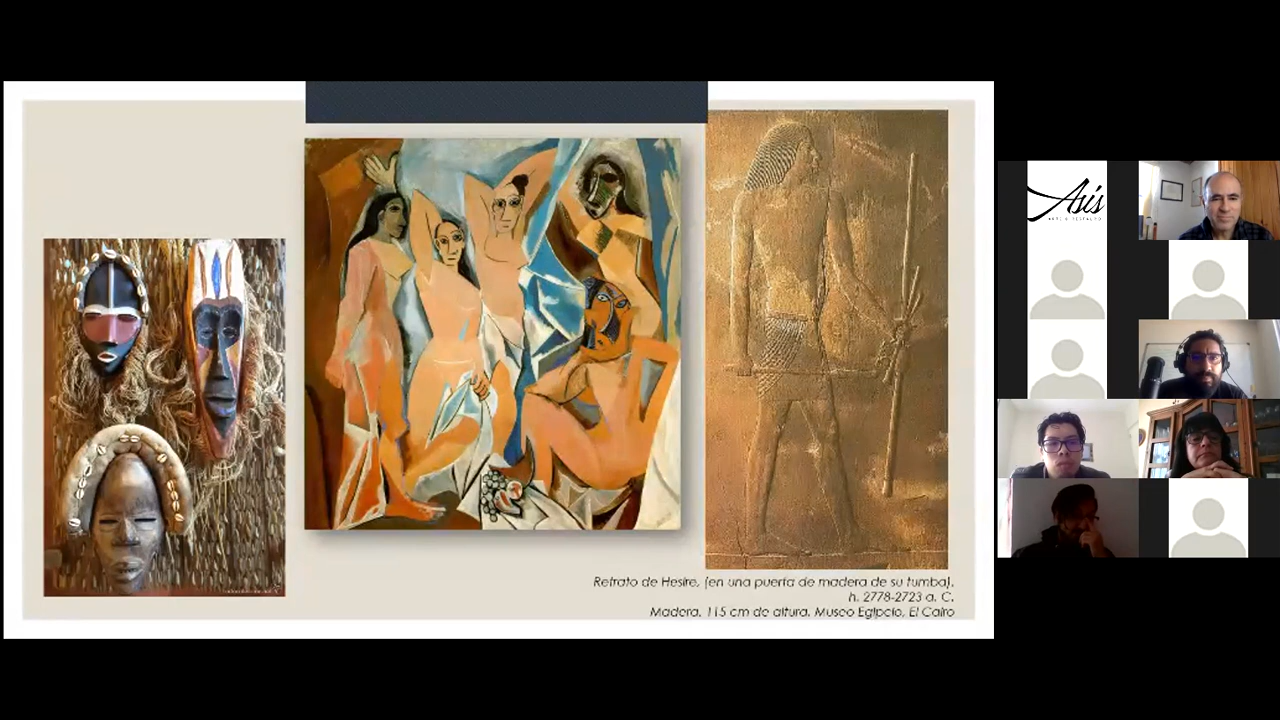 Retrato de Hesire, (en una puerta de madera de su tumba).
h. 2778-2723 a. C.
Madera. 115 cm de altura. Museo Egipcio, El Cairo
Asís